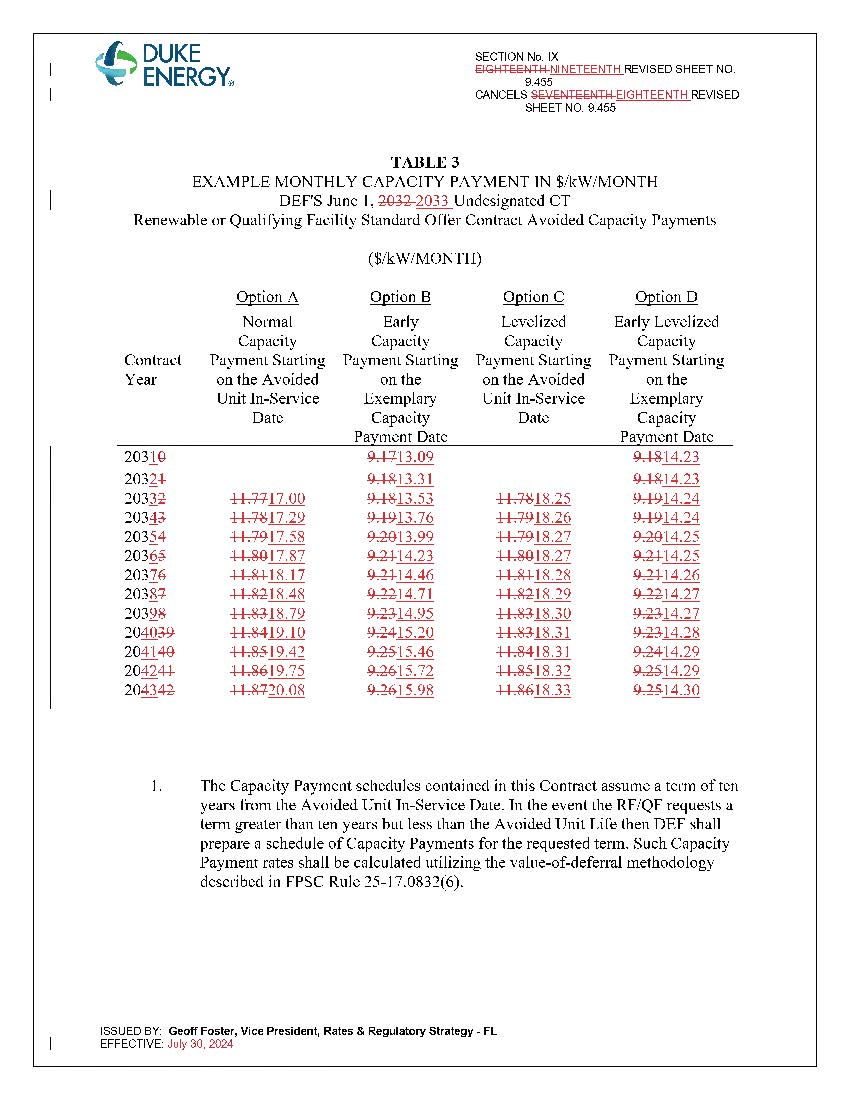 DUKE
ENERGY®
SECTION No. IX
EIGHTEENTH NINETEENTH REVISED SHEET NO.
9.455
CANCELS SEVENTEENTH EIGHTEENTH REVISED
SHEET NO. 9.455
TABLE 3
EXAMPLE MONTHLY CAPACITY PAYMENT IN $/kW/MONTH
DEF'S June 1, 2032 2033 Undesignated CT
Renewable or Qualifying Facility Standard Offer Contract Avoided Capacity Payments
($/kW/MONTH)
Option A Option B Option C Option D
Normal Early Levelized Early Levelized
Capacity Capacity Capacity Capacity
Contract Payment Starting Payment Starting Payment Starting Payment Starting
Year on the Avoided on the on the Avoided on the
Unit In-Service Exemplary Unit In-Service Exemplary
Date Capacity Date Capacity
Payment Date Payment Date
20310 9.1713.09 9.1814.23
20321 9.1813.31 9.1814.23
20332 11.7717.00 9.1813.53 11.7818.25 9.1914.24
20343 11.7817.29 9.1913.76 11.7918.26 9.1914.24
20354 11.7917.58 9.2013.99 11.7918.27 9.2014.25
20365 11.8017.87 9.2114.23 11.8018.27 9.2114.25
20376 11.8118.17 9.2114.46 11.8118.28 9.2114.26
20387 11.8218.48 9.2214.71 11.8218.29 9.2214.27
20398 11.8318.79 9.2314.95 11.8318.30 9.2314.27
204039 11.8419.10 9.2415.20 11.8318.31 9.2314.28
204140 11.8519.42 9.2515.46 11.8418.31 9.2414.29
204241 11.8619.75 9.2615.72 11.8518.32 9.2514.29
204342 11.8720.08 9.2615.98 11.8618.33 9.2514.30
1. The Capacity Payment schedules contained in this Contract assume a term of ten
years from the Avoided Unit In-Service Date. In the event the RF/QF requests a
term greater than ten years but less than the Avoided Unit Life then DEF shall
prepare a schedule of Capacity Payments for the requested term. Such Capacity
Payment rates shall be calculated utilizing the value-of-deferral methodology
described in FPSC Rule 25-17.0832(6).
ISSUED BY: Geoff Foster, Vice President, Rates & Regulatory Strategy - FL
EFFECTIVE: July 30, 2024